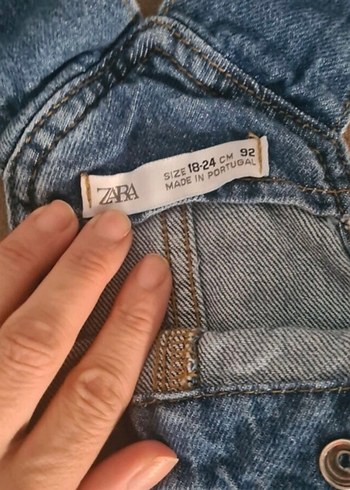 ZARA
SIZE 18-24 CM 92
MADE IN PORTUGAL